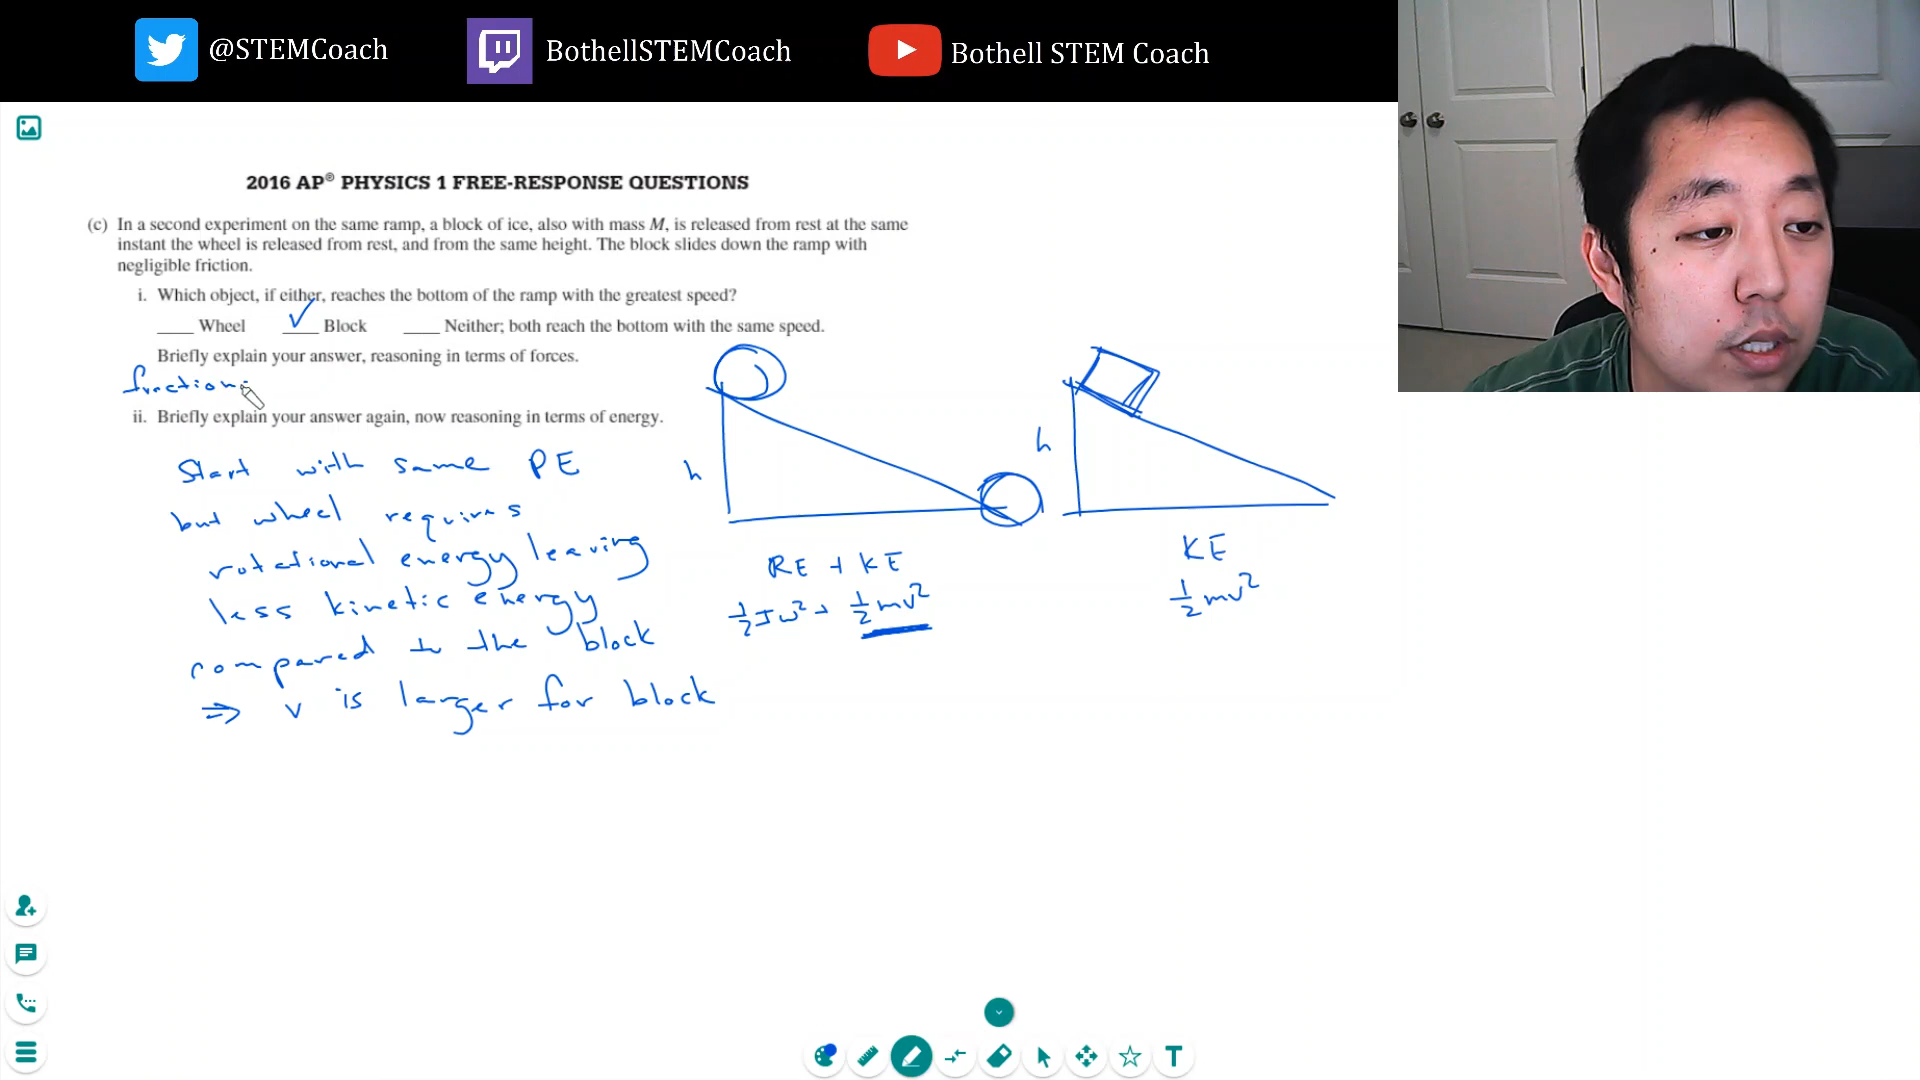 @STEMCoach
BothellSTEMCoach
Bothell STEM Coach
2016 AP® PHYSICS 1 FREE-RESPONSE QUESTIONS
(c) In a second experiment on the same ramp, a block of ice, also with mass M, is released from rest at the same
instant the wheel is released from rest, and from the same height. The block slides down the ramp with
negligible friction.
i. Which object, if either, reaches the bottom of the ramp with the greatest speed?
____ Wheel ____ Block ____ Neither; both reach the bottom with the same speed.
✓
Briefly explain your answer, reasoning in terms of forces.
friction
ii. Briefly explain your answer again, now reasoning in terms of energy.
Start with same PE
but wheel requires
rotational energy leaving
less kinetic energy
compared to the block
⇒ v is larger for block
h
RE + KE
½Iω² + ½mv²
h
KE
½mv²
T